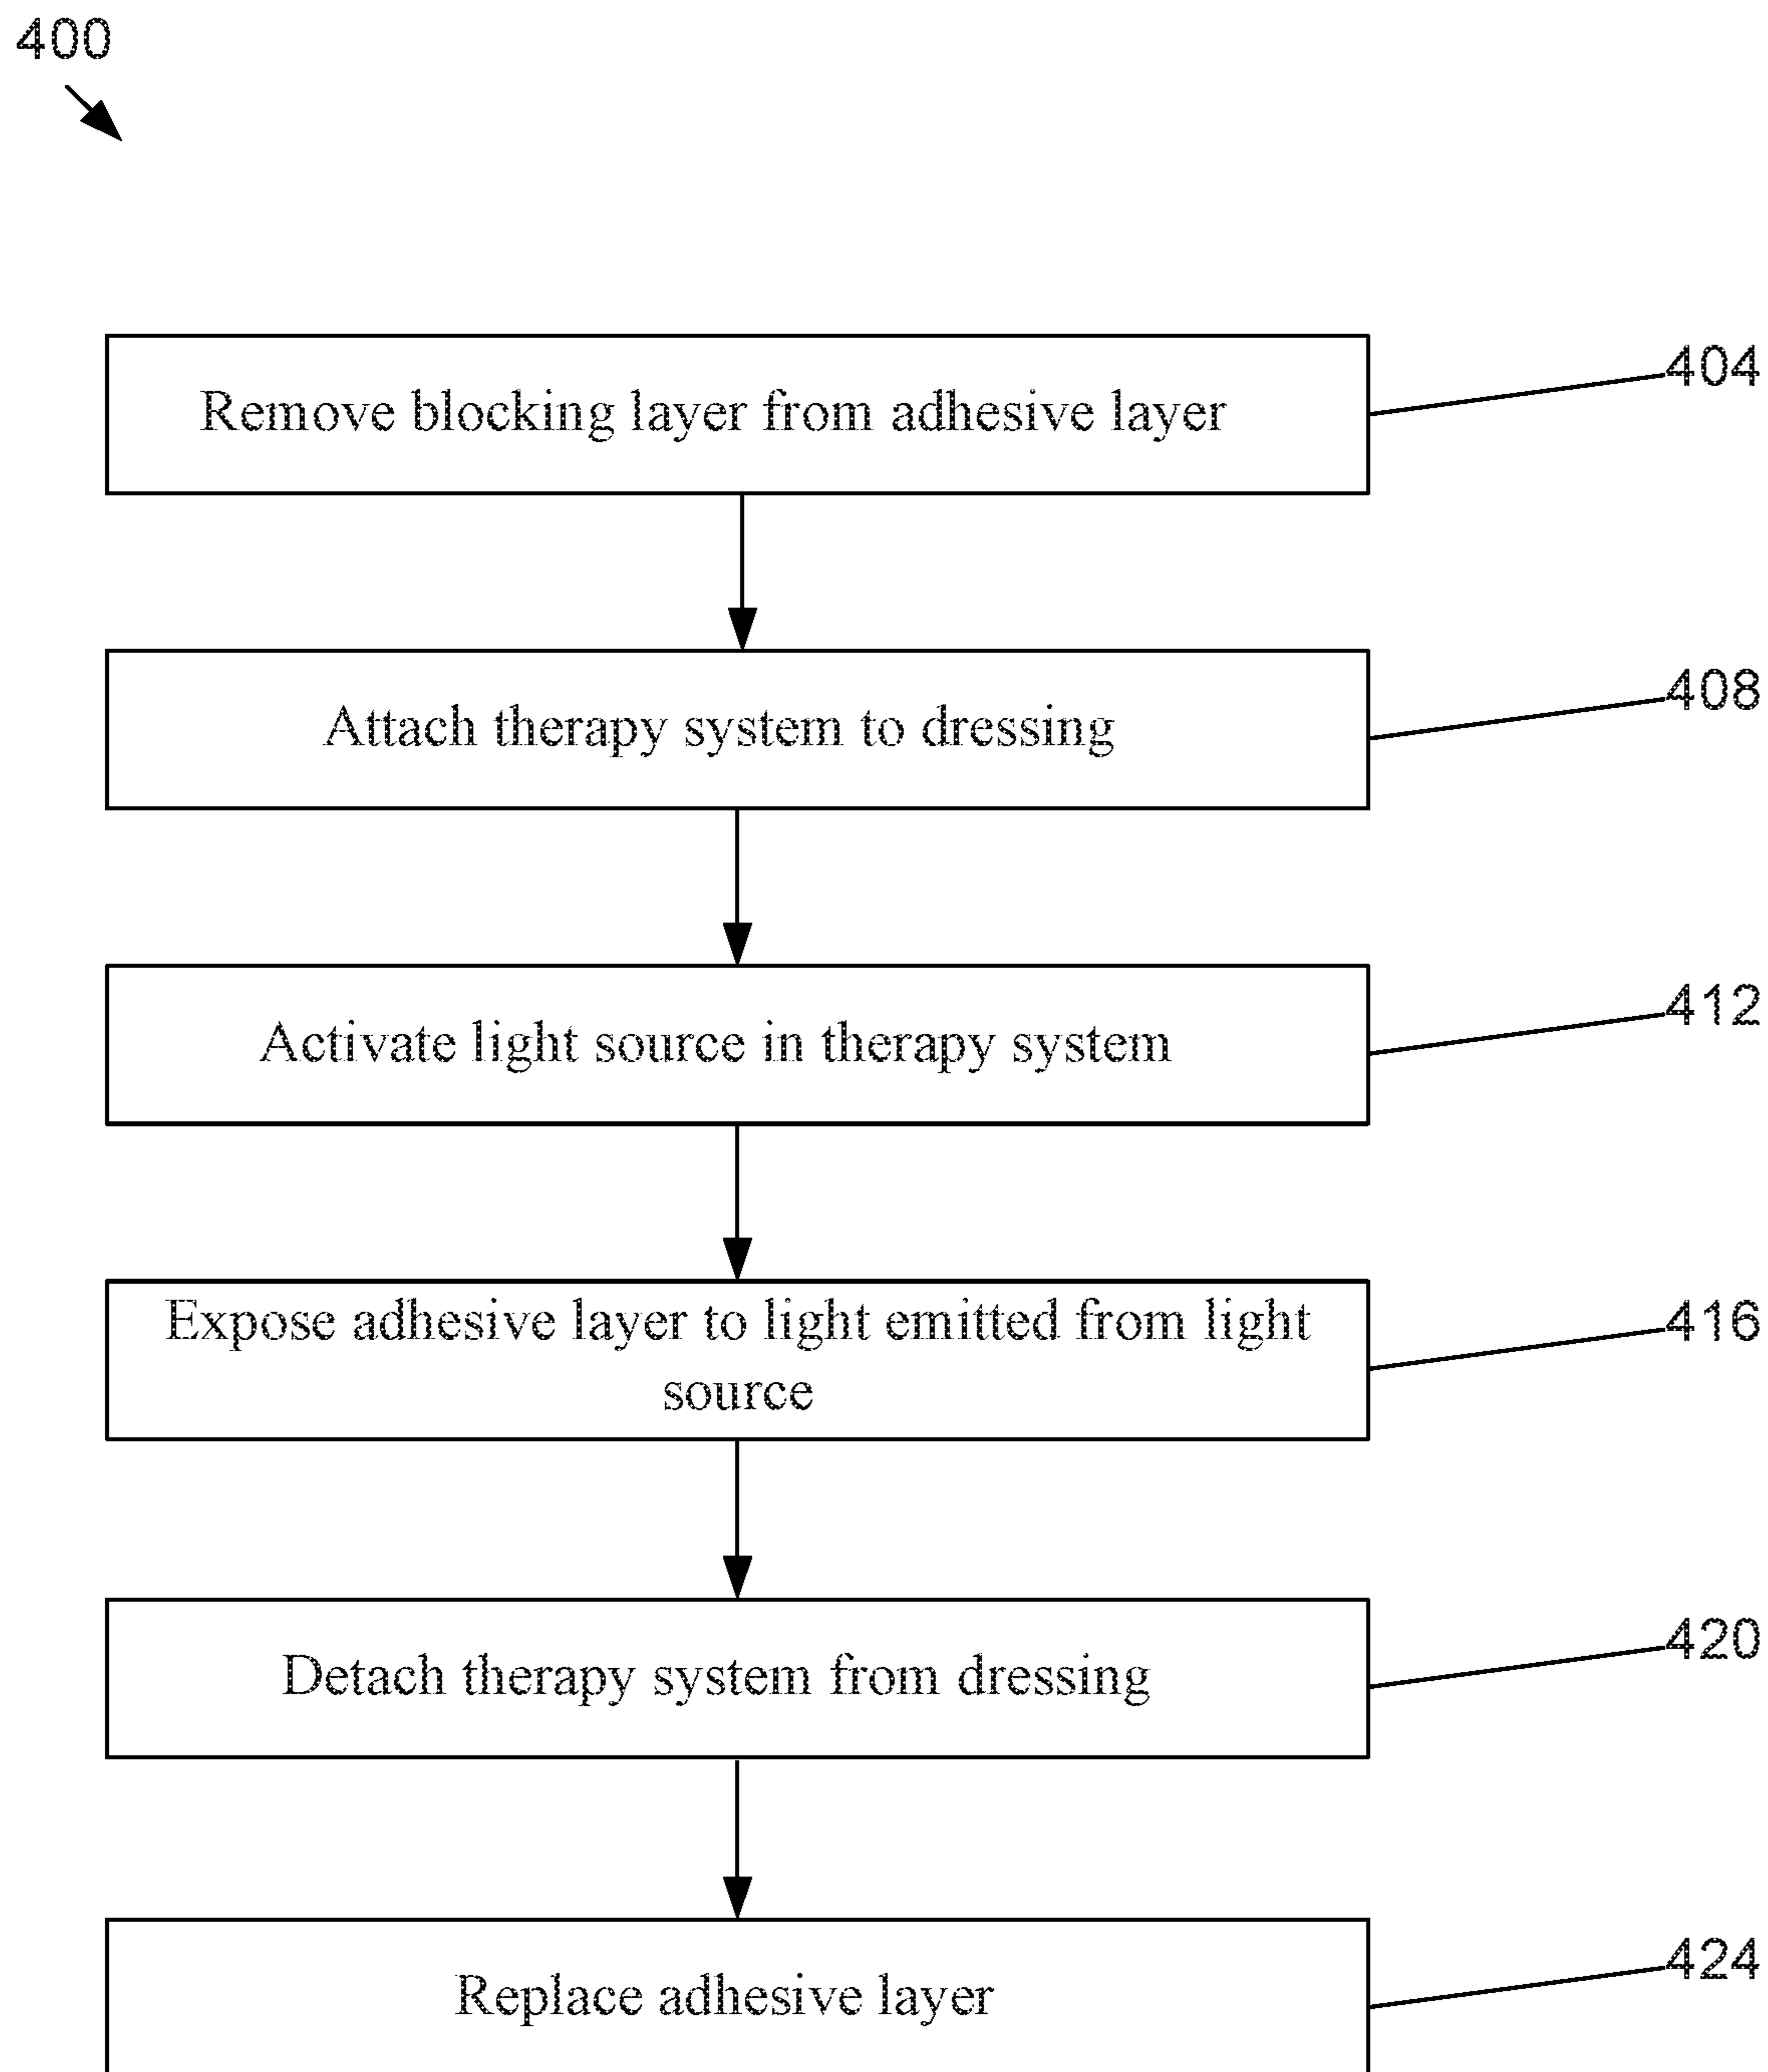 400
Remove blocking layer from adhesive layer
404
Attach therapy system to dressing
408
Activate light source in therapy system
412
Expose adhesive layer to light emitted from light
source
416
Detach therapy system from dressing
420
Replace adhesive layer
424